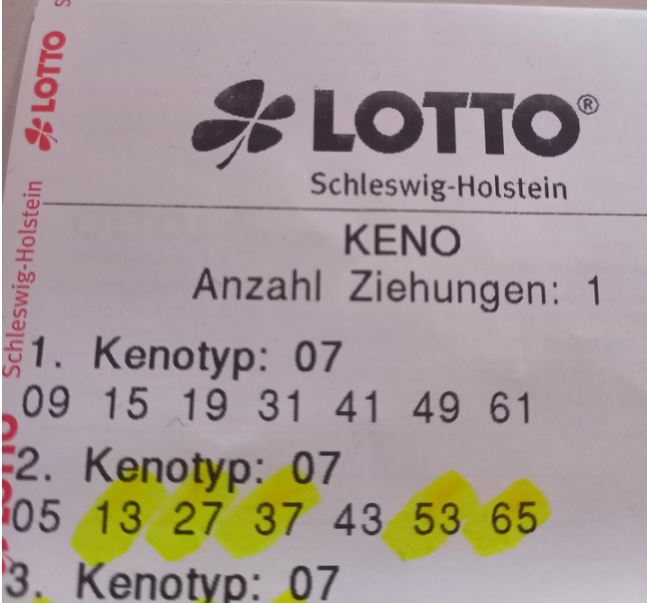 LOTTO
Schleswig-Holstein
LOTTO®
Schleswig-Holstein
KENO
Anzahl Ziehungen: 1
1. Kenotyp: 07
09 15 19 31 41 49 61
2. Kenotyp: 07
05 13 27 37 43 53 65
3. Kenotyp: 07